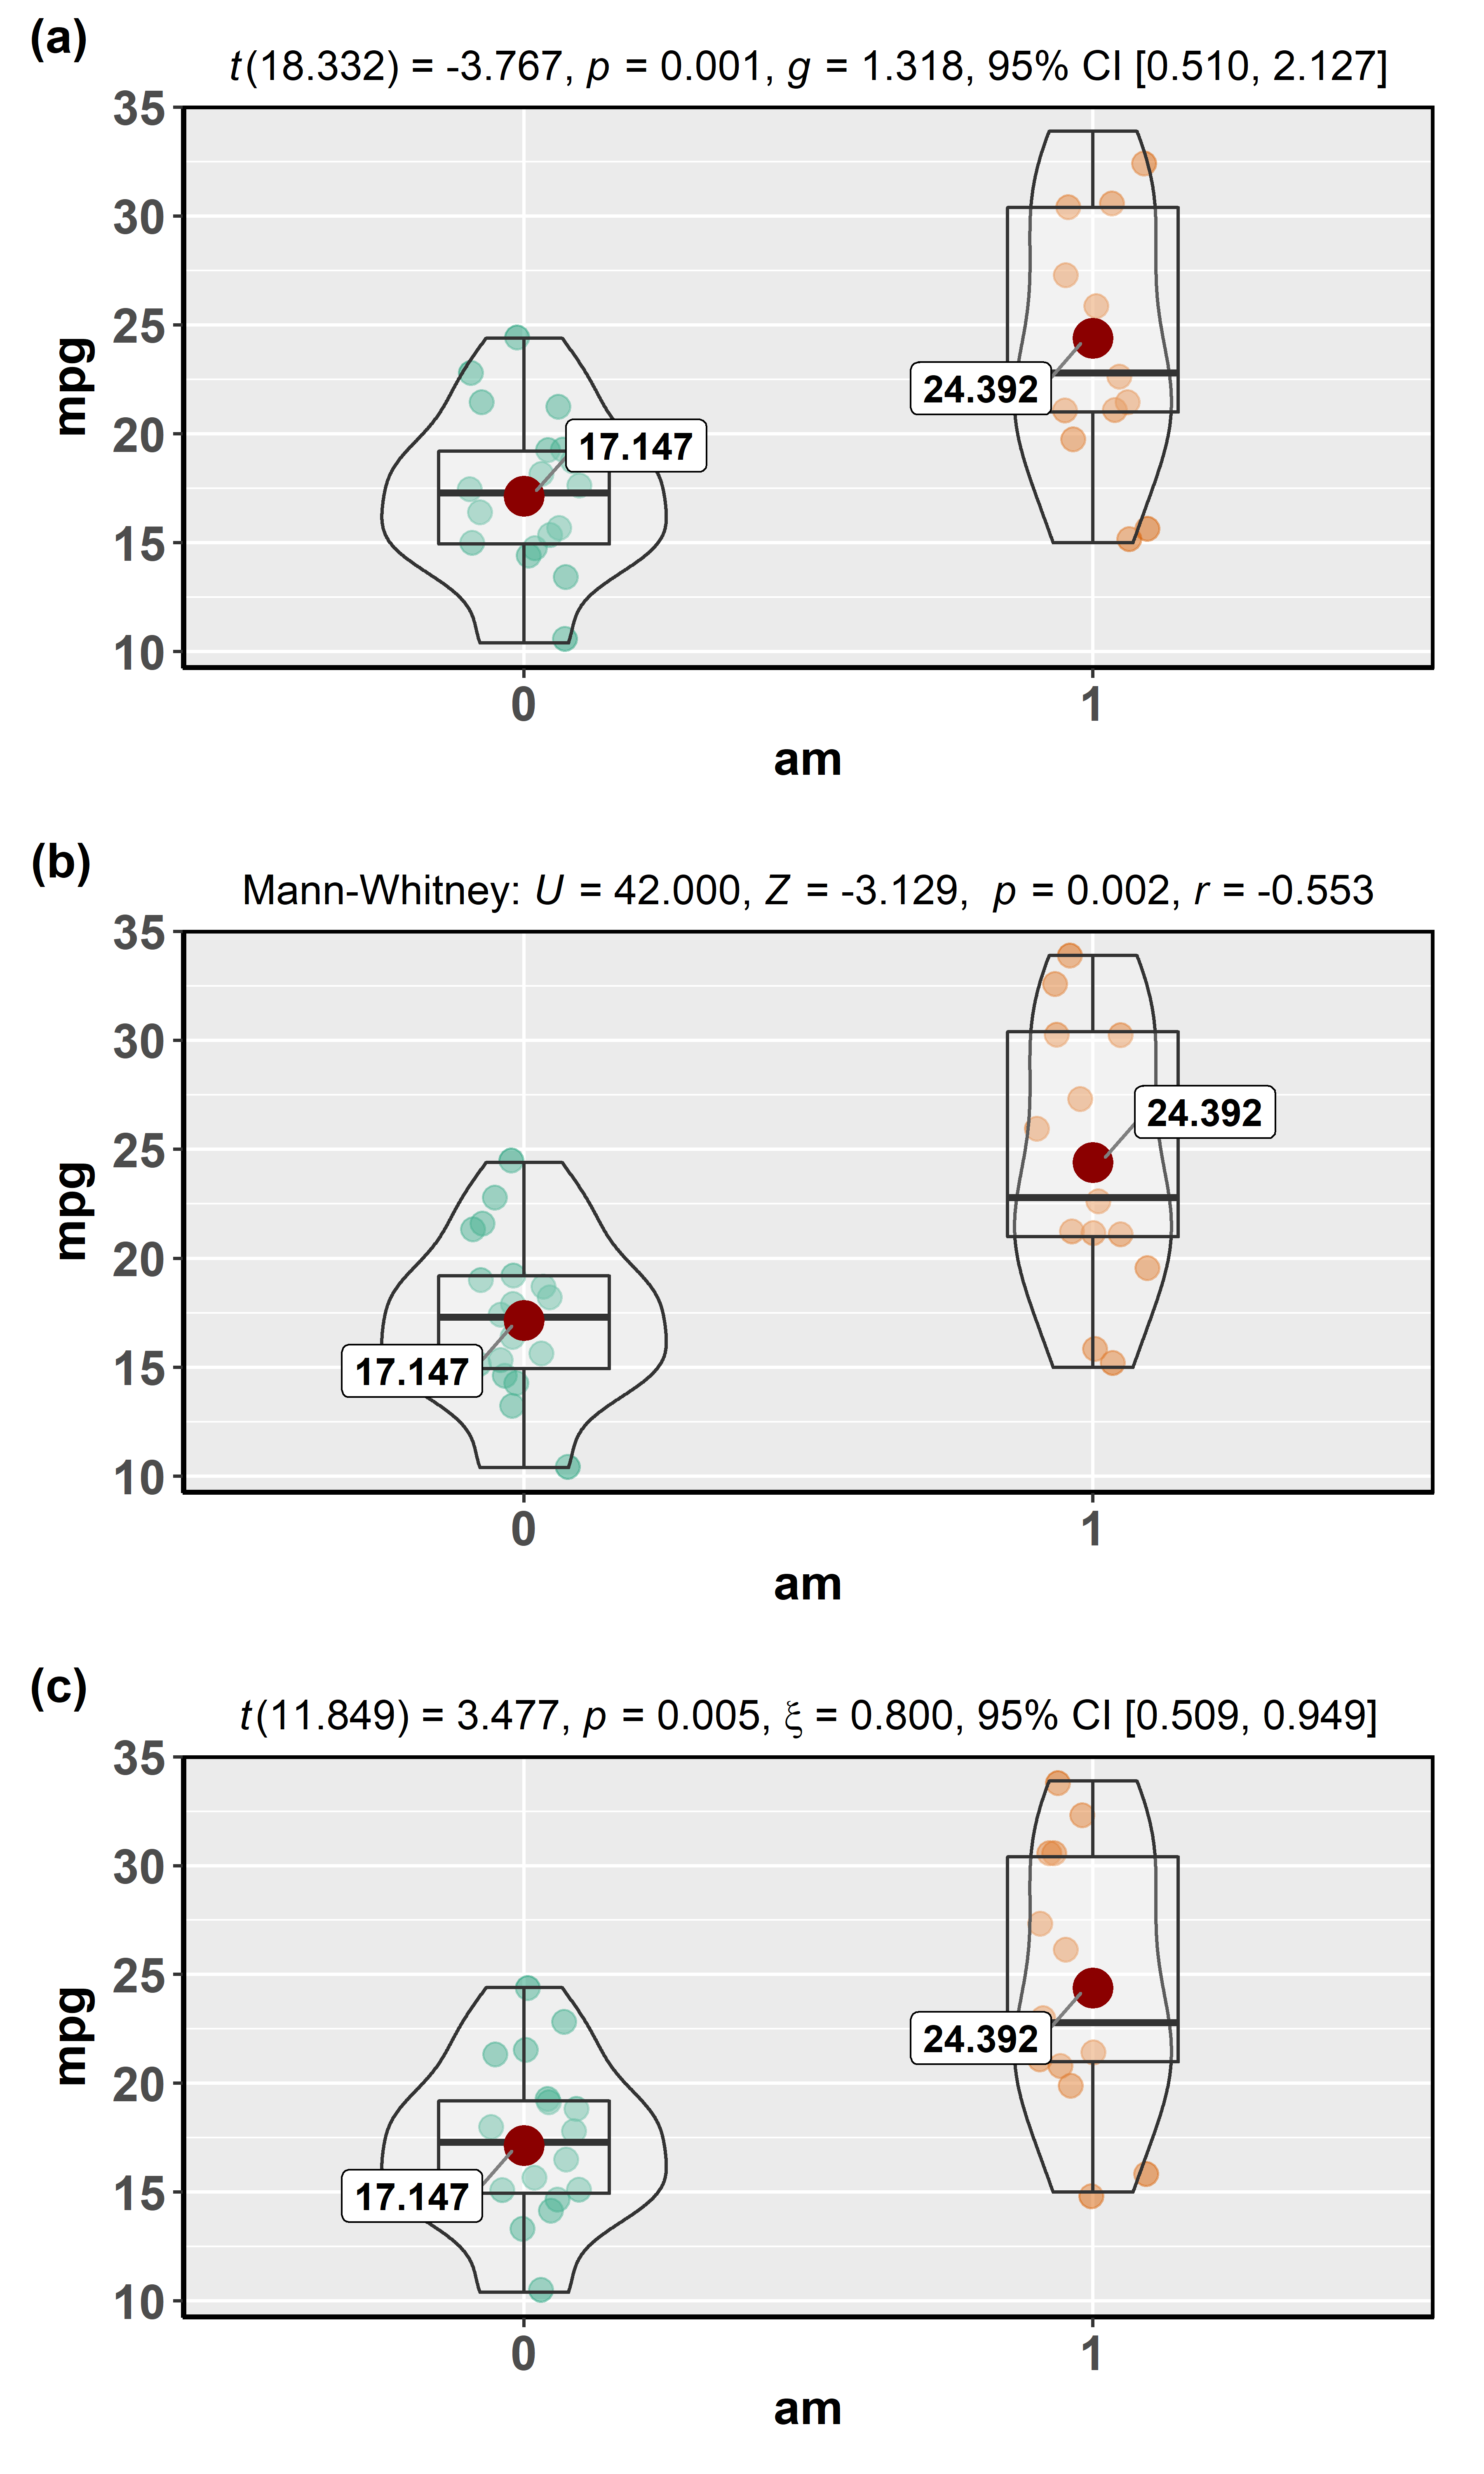 (a)
t(18.332) = -3.767, p = 0.001, g = 1.318, 95% CI [0.510, 2.127]
35
30
25
20
15
10
mpg
24.392
17.147
0 1
am
(b)
Mann-Whitney: U = 42.000, Z = -3.129, p = 0.002, r = -0.553
35
30
25
20
15
10
mpg
24.392
17.147
0 1
am
(c)
t(11.849) = 3.477, p = 0.005, ξ = 0.800, 95% CI [0.509, 0.949]
35
30
25
20
15
10
mpg
24.392
17.147
0 1
am